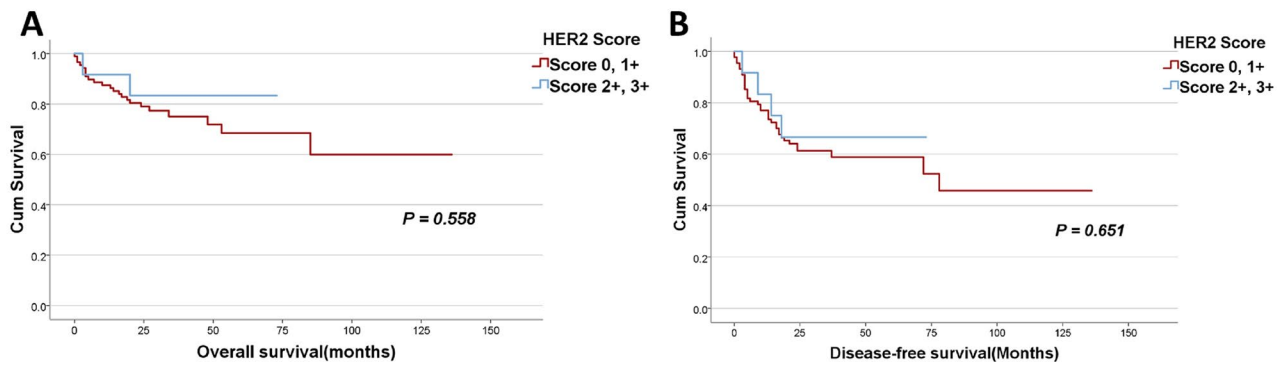 A
HER2 Score
Score 0, 1+
Score 2+, 3+
Cum Survival
1.0
0.8
0.6
0.4
0.2
0.0
P = 0.558
0 25 50 75 100 125 150
Overall survival(months)
B
HER2 Score
Score 0, 1+
Score 2+, 3+
Cum Survival
1.0
0.8
0.6
0.4
0.2
0.0
P = 0.651
0 25 50 75 100 125 150
Disease-free survival(Months)